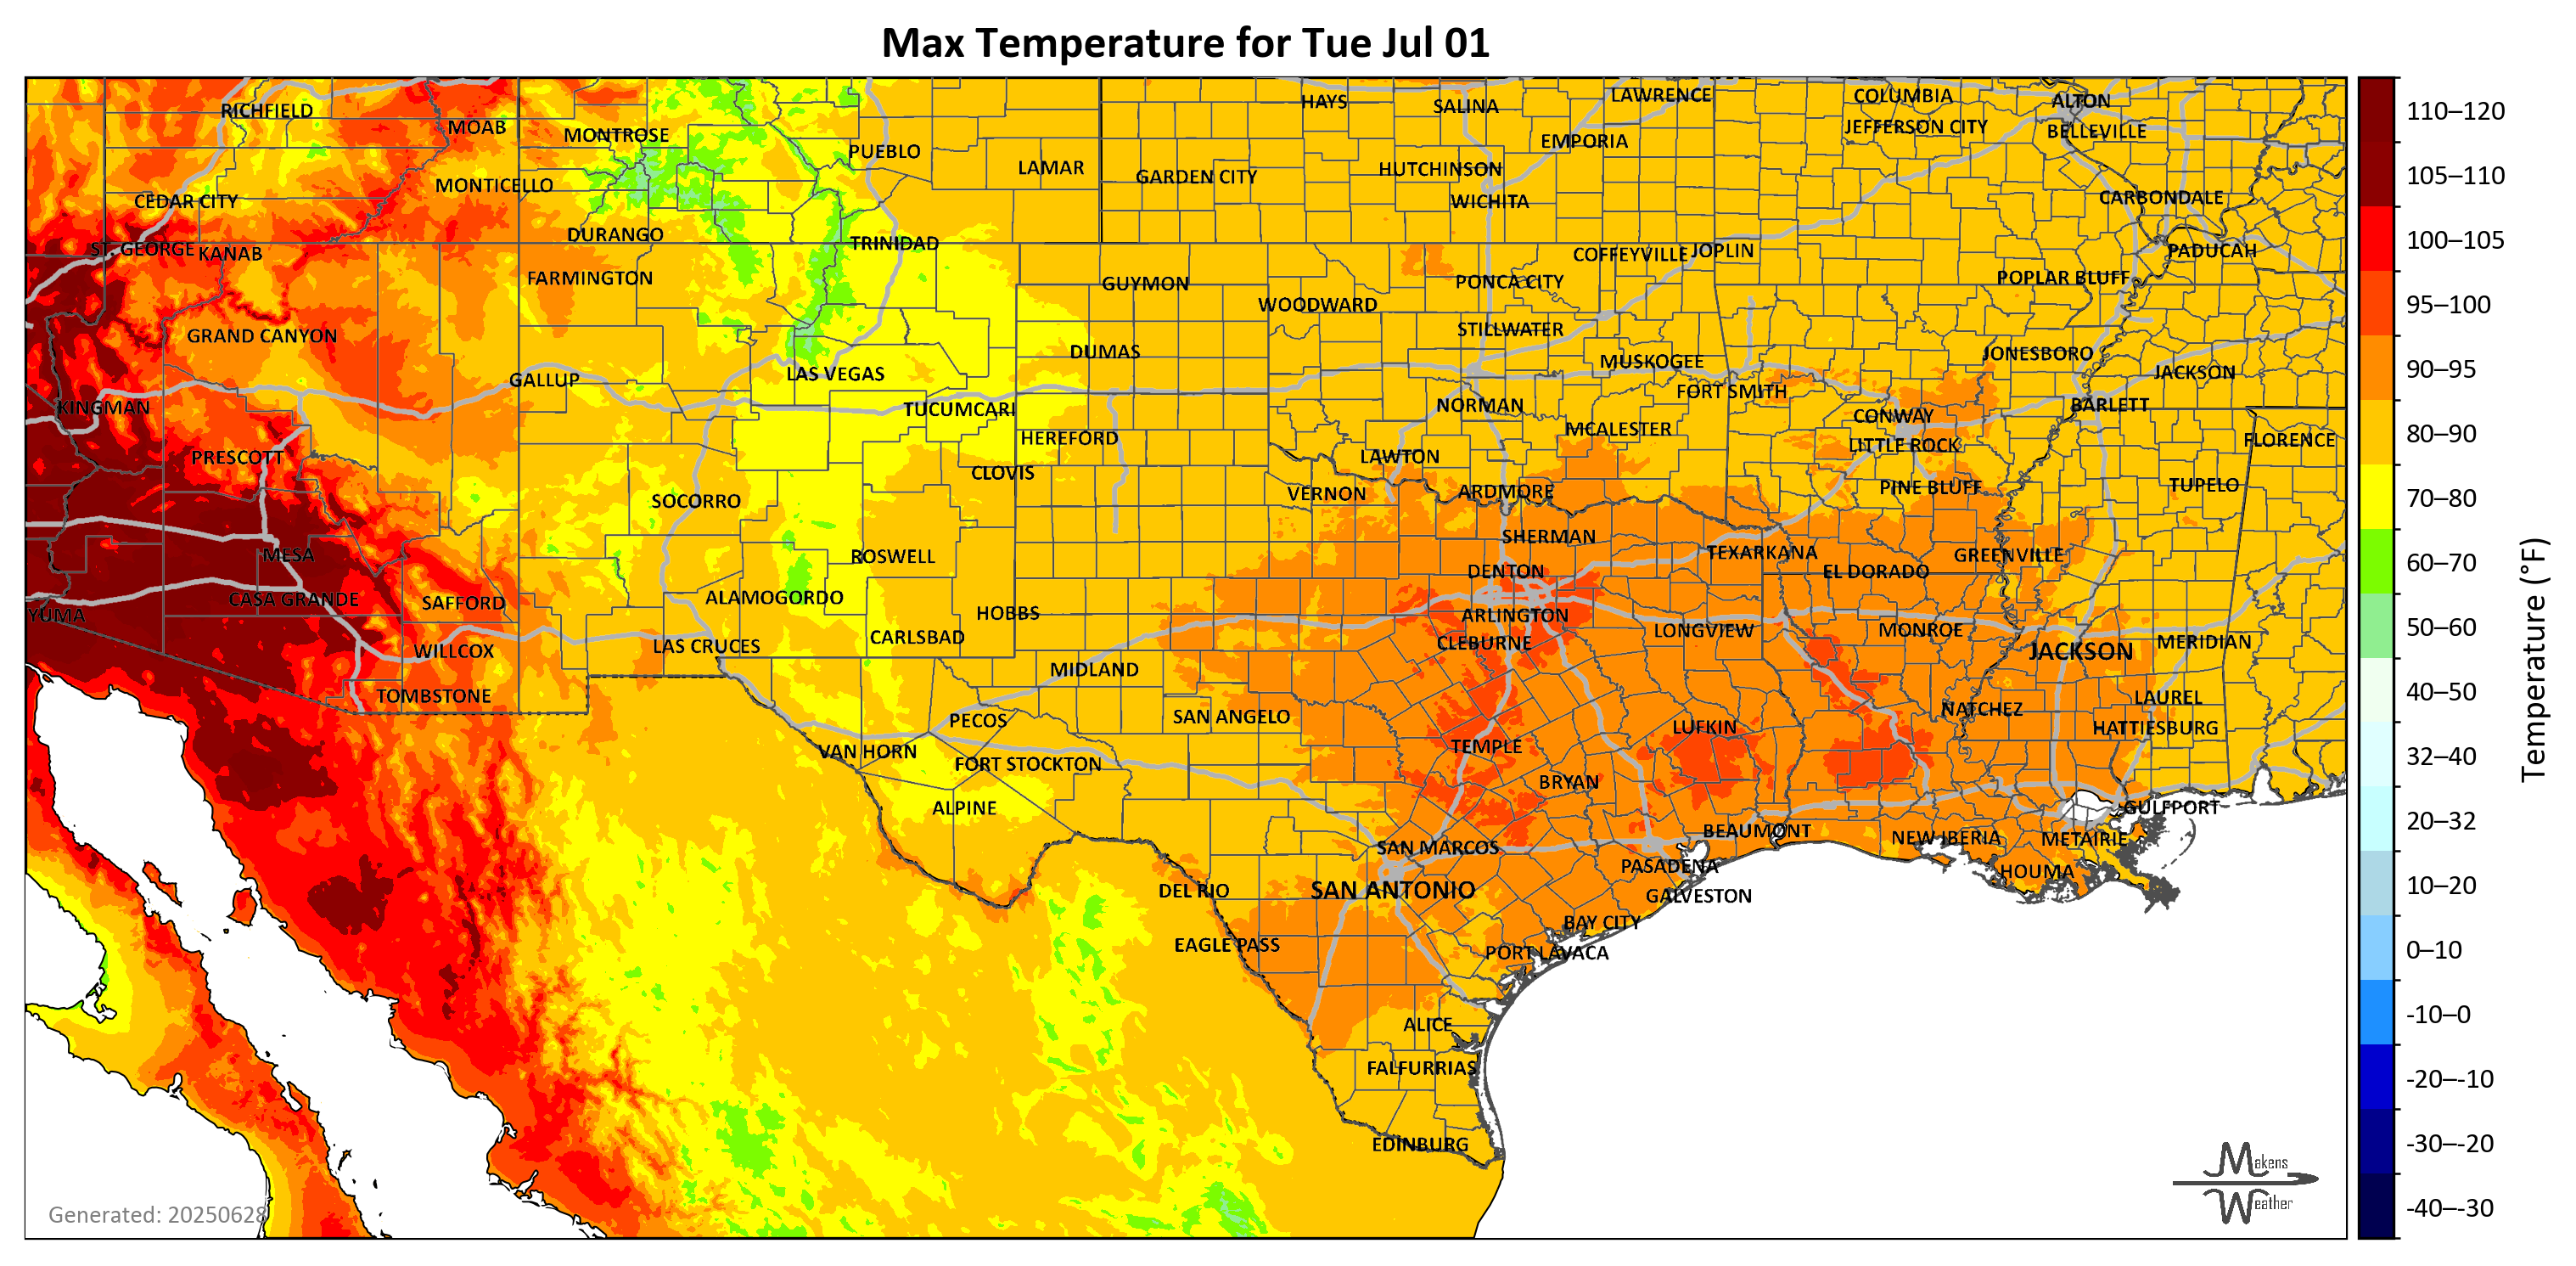 Max Temperature for Tue Jul 01
RICHFIELD
MOAB
MONTROSE
PUEBLO
LAMAR
HAYS
SALINA
LAWRENCE
COLUMBIA
ALTON
JEFFERSON CITY
BELLEVILLE
EMPORIA
HUTCHINSON
GARDEN CITY
MONTICELLO
CEDAR CITY
WICHITA
CARBONDALE
DURANGO
TRINIDAD
ST. GEORGE
KANAB
COFFEYVILLE
JOPLIN
PADUCAH
FARMINGTON
GUYMON
PONCA CITY
POPLAR BLUFF
WOODWARD
STILLWATER
GRAND CANYON
DUMAS
MUSKOGEE
JONESBORO
GALLUP
LAS VEGAS
FORT SMITH
JACKSON
KINGMAN
TUCUMCARI
NORMAN
CONWAY
BARLETT
HEREFORD
MCALESTER
LITTLE ROCK
FLORENCE
PRESCOTT
CLOVIS
LAWTON
SOCORRO
VERNON
ARDMORE
PINE BLUFF
TUPELO
MESA
ROSWELL
SHERMAN
TEXARKANA
GREENVILLE
DENTON
EL DORADO
CASA GRANDE
SAFFORD
ALAMOGORDO
YUMA
HOBBS
ARLINGTON
LAS CRUCES
CARLSBAD
CLEBURNE
LONGVIEW
MONROE
JACKSON
MERIDIAN
WILLCOX
MIDLAND
TOMBSTONE
LAUREL
PECOS
SAN ANGELO
NATCHEZ
LUFKIN
HATTIESBURG
VAN HORN
TEMPLE
FORT STOCKTON
BRYAN
ALPINE
GULFPORT
BEAUMONT
NEW IBERIA
METAIRIE
SAN MARCOS
PASADENA
HOUMA
DEL RIO
SAN ANTONIO
GALVESTON
BAY CITY
EAGLE PASS
PORT LAVACA
ALICE
FALFURRIAS
EDINBURG
Generated: 20250628
Makens
Weather
110–120
105–110
100–105
95–100
90–95
80–90
70–80
60–70
50–60
40–50
32–40
20–32
10–20
0–10
-10–0
-20–-10
-30–-20
-40–-30
Temperature (°F)